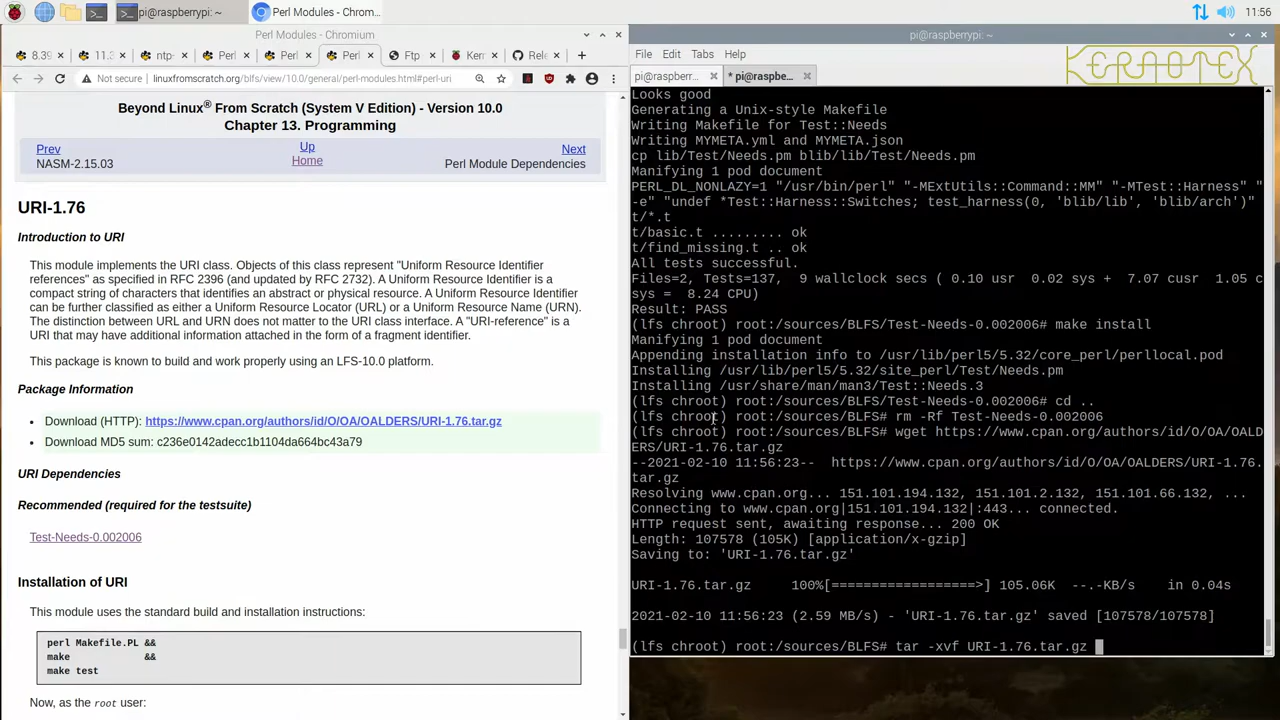 pi@raspberrypi: ~
Perl Modules - Chrom...
11:56
Perl Modules - Chromium
8.39
11.3
ntp-
Perl
Perl
Perl
Ftp
Kerr
Rele
Not secure
linuxfromscratch.org/blfs/view/10.0/general/perl-modules.html#perl-uri
Beyond Linux® From Scratch (System V Edition) - Version 10.0
Chapter 13. Programming
Prev
Up
Next
NASM-2.15.03
Home
Perl Module Dependencies
URI-1.76
Introduction to URI
This module implements the URI class. Objects of this class represent "Uniform Resource Identifier
references" as specified in RFC 2396 (and updated by RFC 2732). A Uniform Resource Identifier is a
compact string of characters that identifies an abstract or physical resource. A Uniform Resource Identifier
can be further classified as either a Uniform Resource Locator (URL) or a Uniform Resource Name (URN).
The distinction between URL and URN does not matter to the URI class interface. A "URI-reference" is a
URI that may have additional information attached in the form of a fragment identifier.
This package is known to build and work properly using an LFS-10.0 platform.
Package Information
Download (HTTP): https://www.cpan.org/authors/id/O/OA/OALDERS/URI-1.76.tar.gz
Download MD5 sum: c236e0142adecc1b1104da664bc43a79
URI Dependencies
Recommended (required for the testsuite)
Test-Needs-0.002006
Installation of URI
This module uses the standard build and installation instructions:
perl Makefile.PL &&
make &&
make test
Now, as the root user:
pi@raspberrypi: ~
File Edit Tabs Help
KERAOTEX
pi@raspberr...
* pi@raspbe...
Looks good
Generating a Unix-style Makefile
Writing Makefile for Test::Needs
Writing MYMETA.yml and MYMETA.json
cp lib/Test/Needs.pm blib/lib/Test/Needs.pm
Manifying 1 pod document
PERL_DL_NONLAZY=1 "/usr/bin/perl" "-MExtUtils::Command::MM" "-MTest::Harness" "
-e" "undef *Test::Harness::Switches; test_harness(0, 'blib/lib', 'blib/arch')"
t/*.t
t/basic.t ......... ok
t/find_missing.t .. ok
All tests successful.
Files=2, Tests=137,  9 wallclock secs ( 0.10 usr  0.02 sys +  7.07 cusr  1.05 c
sys =  8.24 CPU)
Result: PASS
(lfs chroot) root:/sources/BLFS/Test-Needs-0.002006# make install
Manifying 1 pod document
Appending installation info to /usr/lib/perl5/5.32/core_perl/perllocal.pod
Installing /usr/lib/perl5/5.32/site_perl/Test/Needs.pm
Installing /usr/share/man/man3/Test::Needs.3
(lfs chroot) root:/sources/BLFS/Test-Needs-0.002006# cd ..
(lfs chroot) root:/sources/BLFS# rm -Rf Test-Needs-0.002006
(lfs chroot) root:/sources/BLFS# wget https://www.cpan.org/authors/id/O/OA/OALD
ERS/URI-1.76.tar.gz
--2021-02-10 11:56:23--  https://www.cpan.org/authors/id/O/OA/OALDERS/URI-1.76.
tar.gz
Resolving www.cpan.org... 151.101.194.132, 151.101.2.132, 151.101.66.132, ...
Connecting to www.cpan.org|151.101.194.132|:443... connected.
HTTP request sent, awaiting response... 200 OK
Length: 107578 (105K) [application/x-gzip]
Saving to: 'URI-1.76.tar.gz'
URI-1.76.tar.gz     100%[==================>] 105.06K  --.-KB/s    in 0.04s
2021-02-10 11:56:23 (2.59 MB/s) - 'URI-1.76.tar.gz' saved [107578/107578]
(lfs chroot) root:/sources/BLFS# tar -xvf URI-1.76.tar.gz